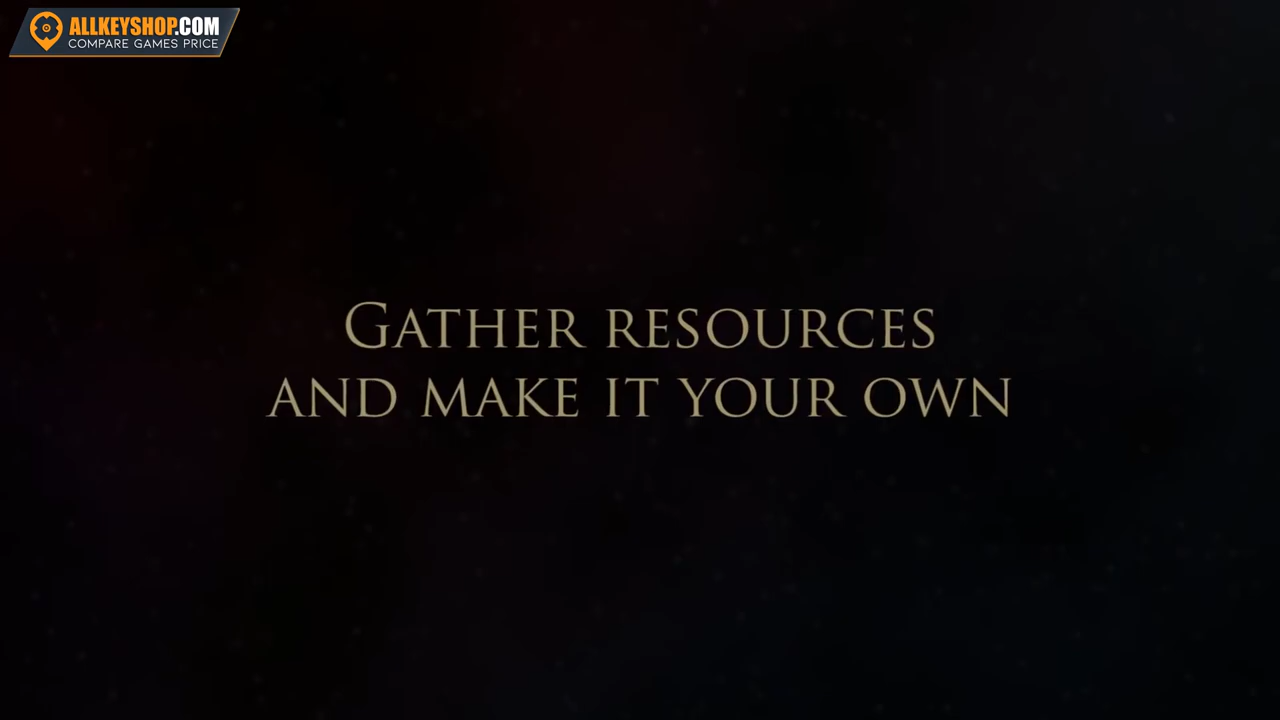 ALLKEYSHOP.COM
COMPARE GAMES PRICE
GATHER RESOURCES
AND MAKE IT YOUR OWN